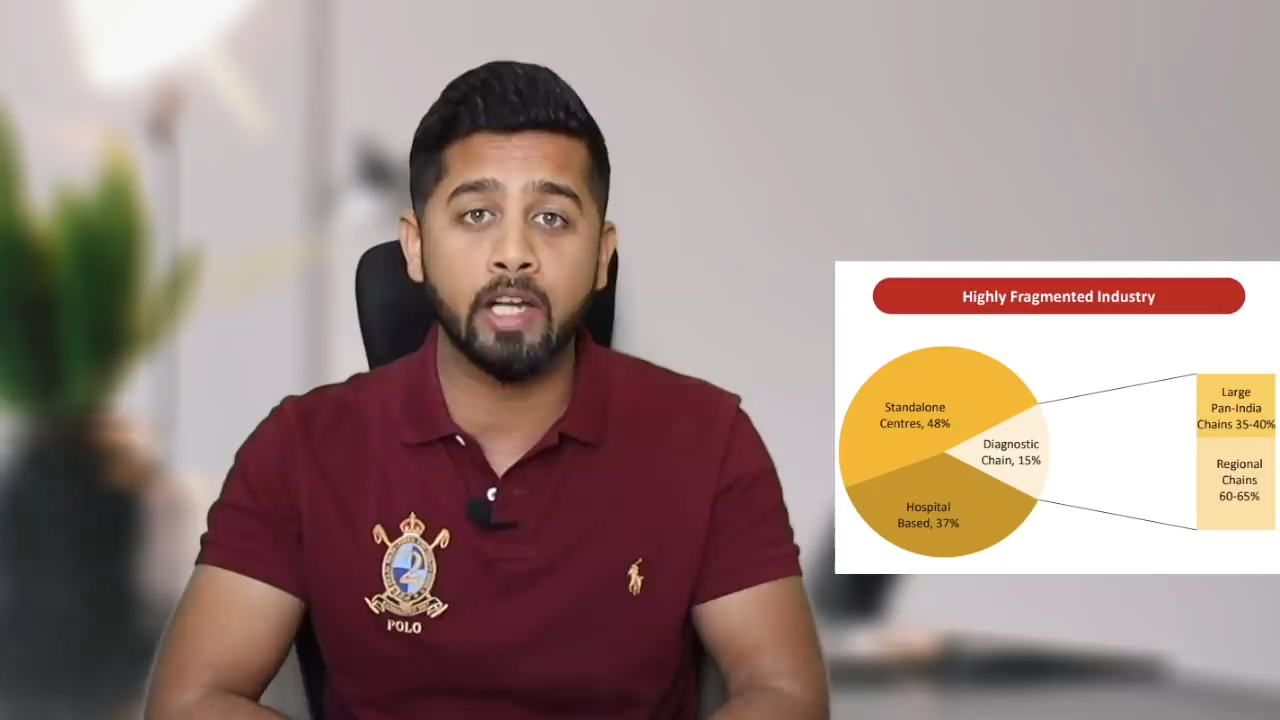 Highly Fragmented Industry
Standalone
Centres, 48%
Diagnostic
Chain, 15%
Hospital
Based, 37%
Large
Pan-India
Chains 35-40%
Regional
Chains
60-65%
2
POLO